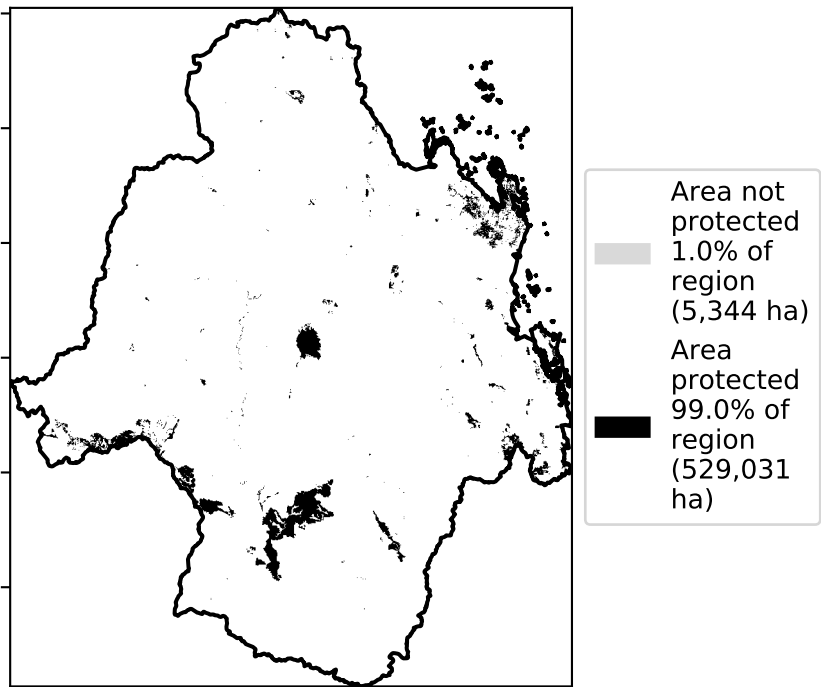 Area not
protected
1.0% of
region
(5,344 ha)
Area
protected
99.0% of
region
(529,031
ha)